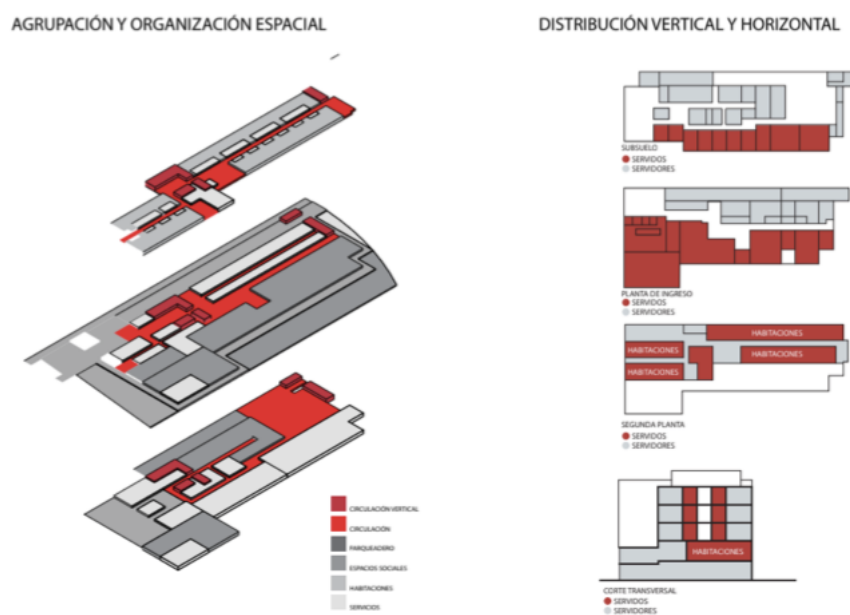 AGRUPACIÓN Y ORGANIZACIÓN ESPACIAL
CIRCULACIÓN VERTICAL
CIRCULACIÓN
PARQUEADERO
ESPACIOS SOCIALES
HABITACIONES
SERVICIOS
DISTRIBUCIÓN VERTICAL Y HORIZONTAL
SUBSUELO
SERVIDOS
SERVIDORES
PLANTA DE INGRESO
SERVIDOS
SERVIDORES
HABITACIONES
HABITACIONES
HABITACIONES
HABITACIONES
SEGUNDA PLANTA
SERVIDOS
SERVIDORES
HABITACIONES
CORTE TRANSVERSAL
SERVIDOS
SERVIDORES